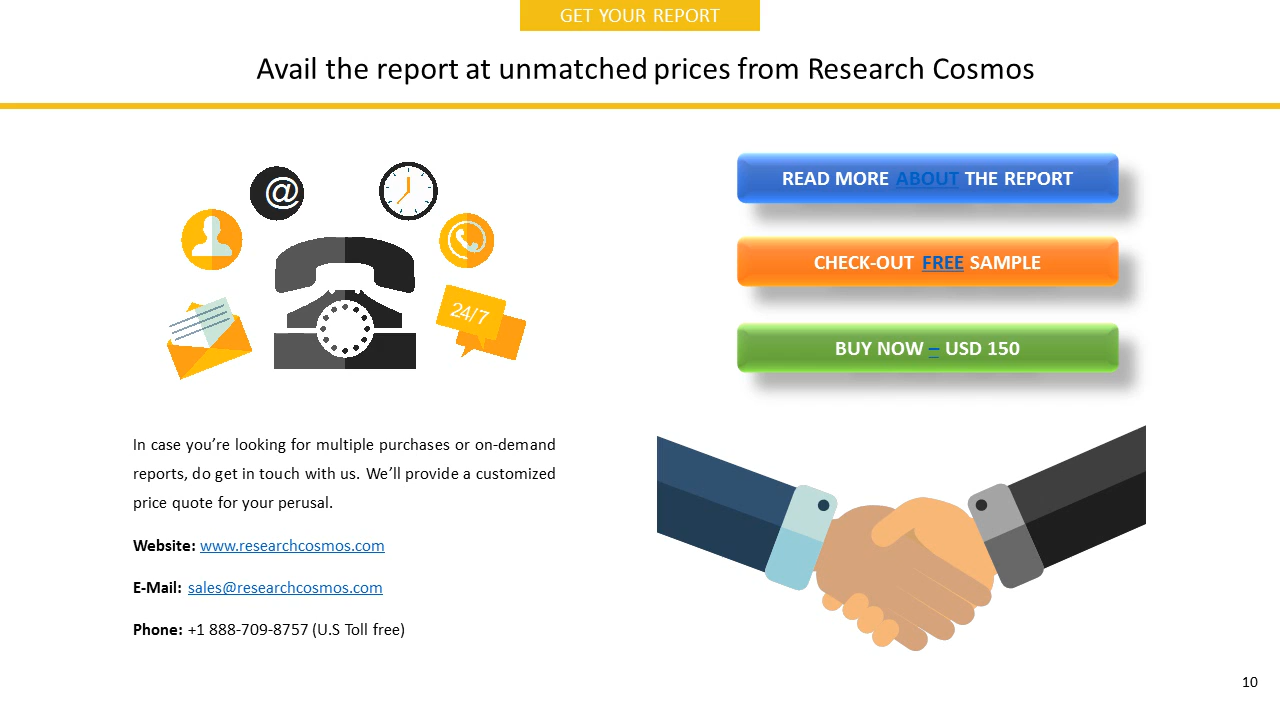 GET YOUR REPORT
Avail the report at unmatched prices from Research Cosmos
@
24/7
READ MORE ABOUT THE REPORT
CHECK-OUT FREE SAMPLE
BUY NOW – USD 150
In case you’re looking for multiple purchases or on-demand
reports, do get in touch with us. We’ll provide a customized
price quote for your perusal.
Website: www.researchcosmos.com
E-Mail: sales@researchcosmos.com
Phone: +1 888-709-8757 (U.S Toll free)
10